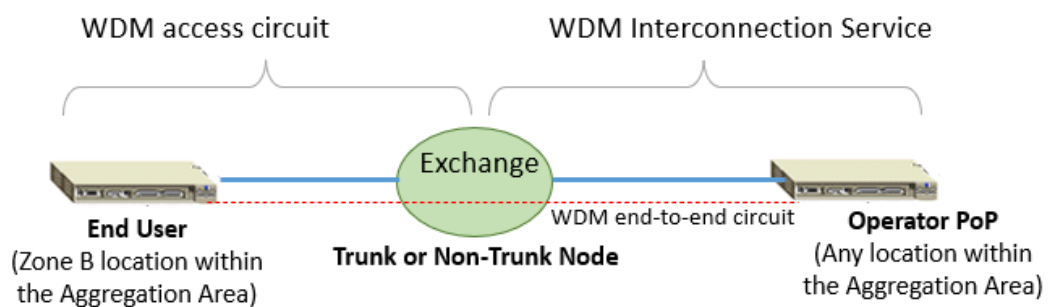 WDM access circuit
WDM Interconnection Service
Exchange
WDM end-to-end circuit
End User
(Zone B location within
the Aggregation Area)
Trunk or Non-Trunk Node
Operator PoP
(Any location within
the Aggregation Area)